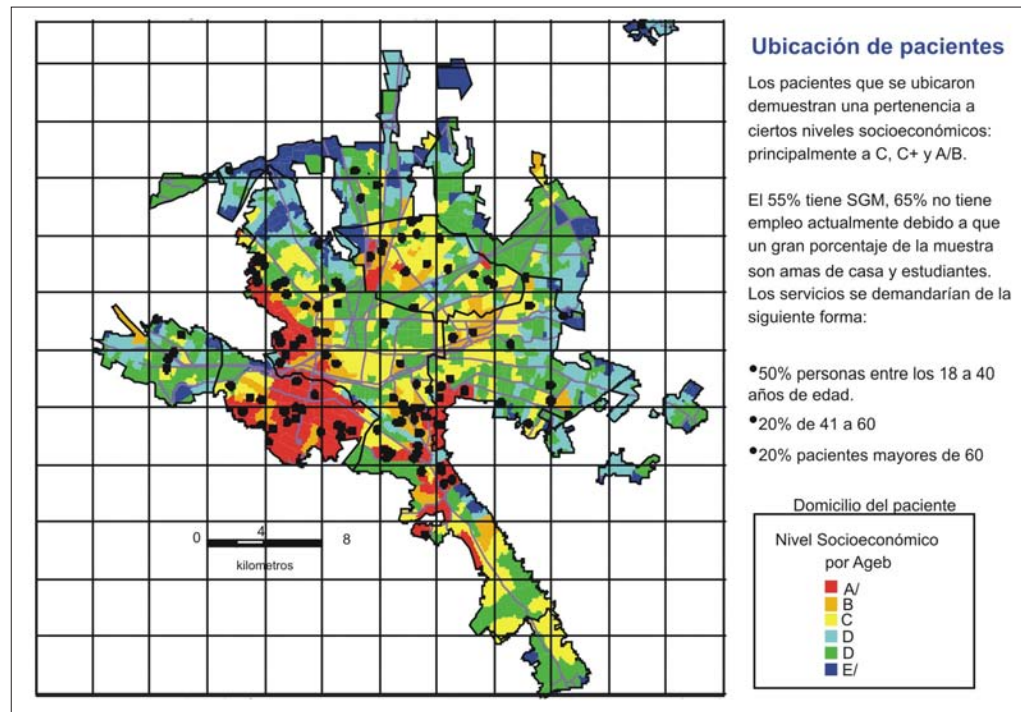 Ubicación de pacientes
Los pacientes que se ubicaron
demuestran una pertenencia a
ciertos niveles socioeconómicos:
principalmente a C, C+ y A/B.
El 55% tiene SGM, 65% no tiene
empleo actualmente debido a que
un gran porcentaje de la muestra
son amas de casa y estudiantes.
Los servicios se demandarían de la
siguiente forma:
•50% personas entre los 18 a 40
años de edad.
•20% de 41 a 60
•20% pacientes mayores de 60
Domicilio del paciente
Nivel Socioeconómico
por Ageb
A/
B
C
D
D
E/
0 4 8
kilometros